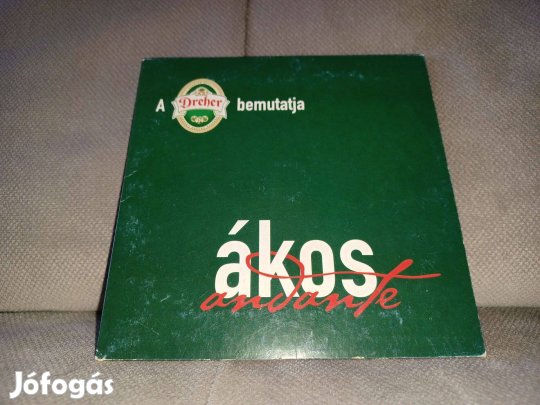 A Dreher bemutatja
ákos
andante
Jófogás